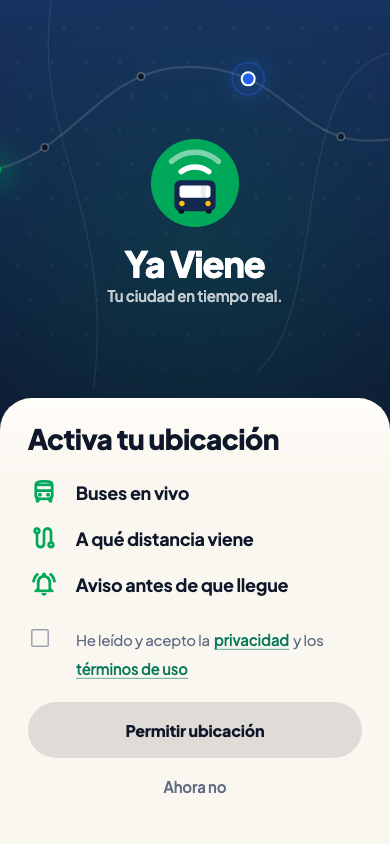 Ya Viene
Tu ciudad en tiempo real.
Activa tu ubicación
Buses en vivo
A qué distancia viene
Aviso antes de que llegue
He leído y acepto la privacidad y los
términos de uso
Permitir ubicación
Ahora no